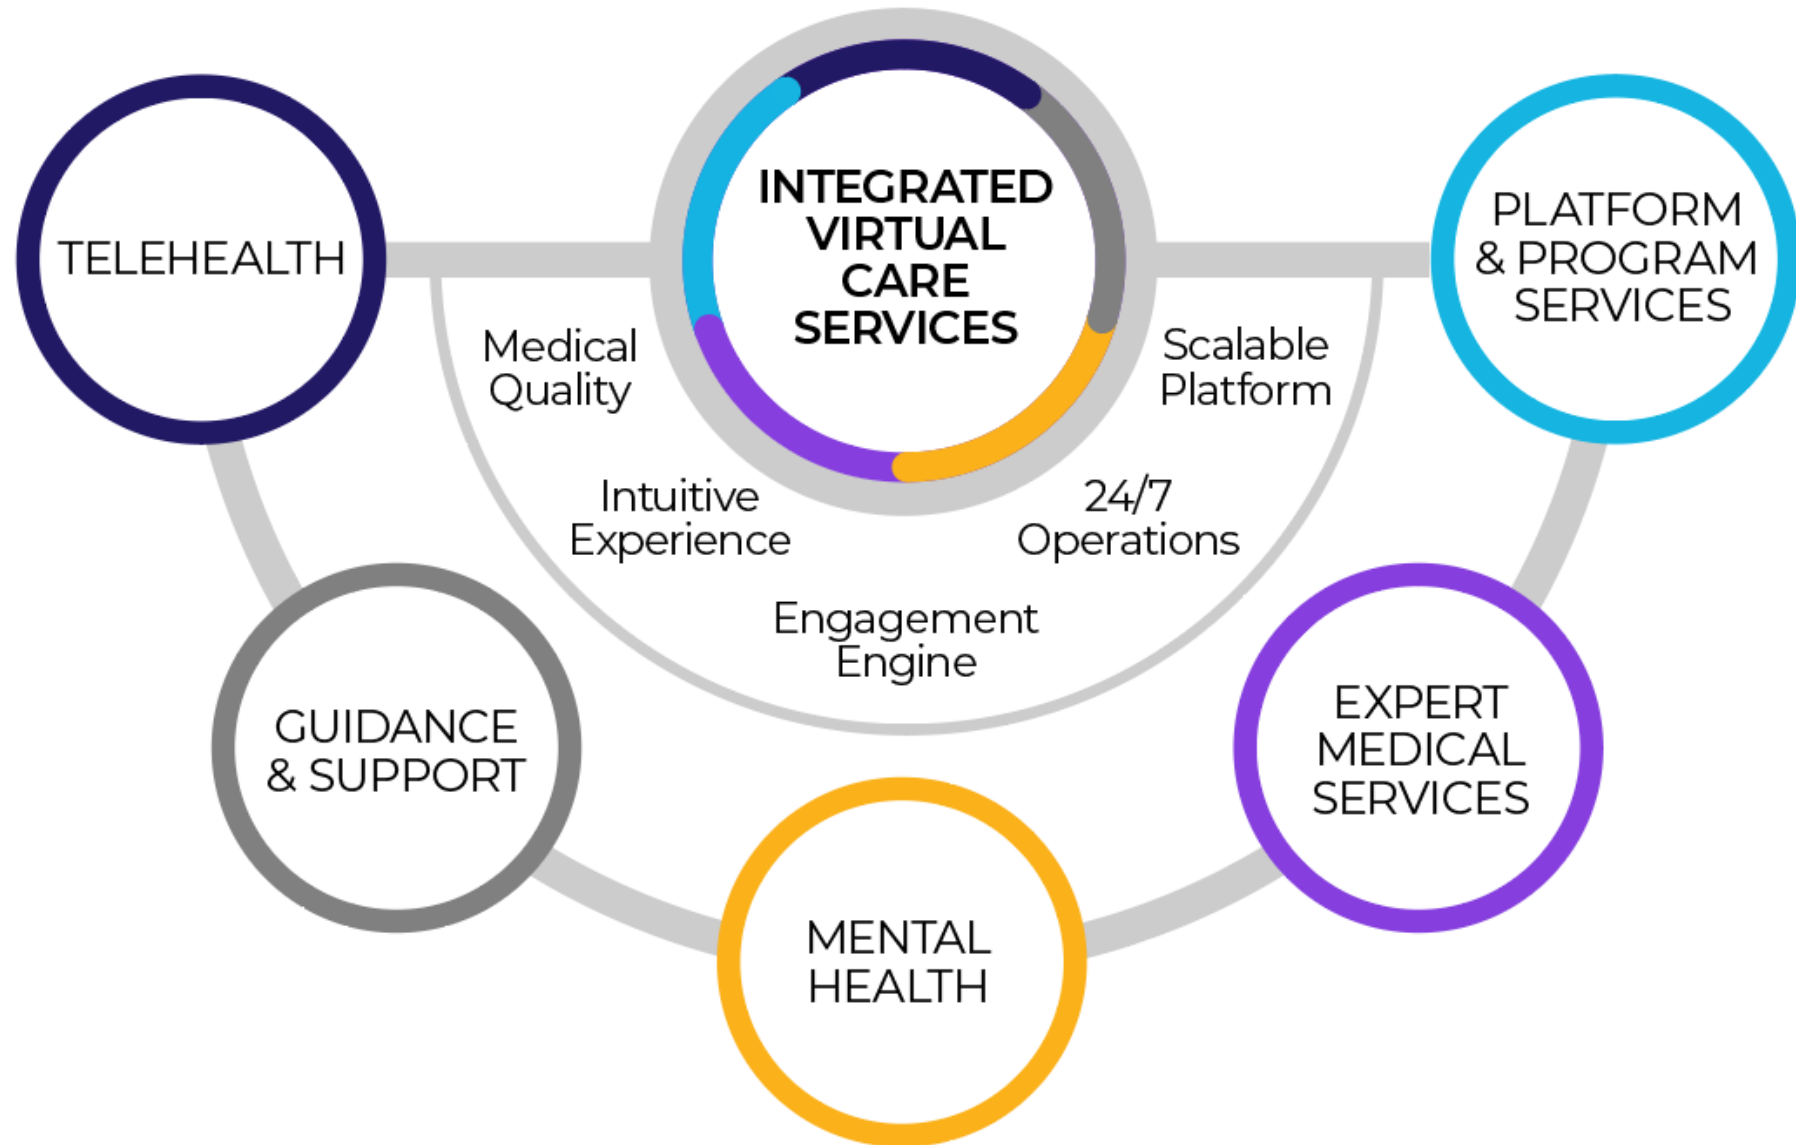 INTEGRATED
VIRTUAL
CARE
SERVICES
TELEHEALTH
PLATFORM
& PROGRAM
SERVICES
Medical
Quality
Scalable
Platform
Intuitive
Experience
24/7
Operations
Engagement
Engine
GUIDANCE
& SUPPORT
EXPERT
MEDICAL
SERVICES
MENTAL
HEALTH